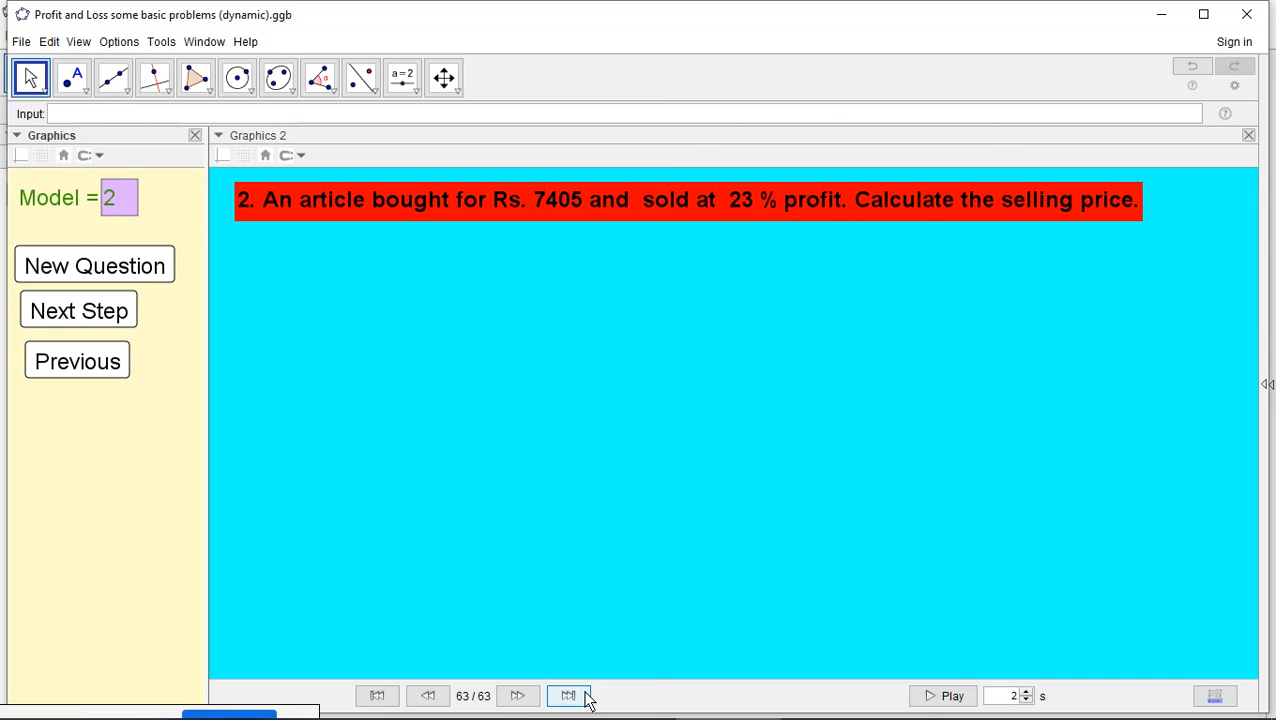 Profit and Loss some basic problems (dynamic).ggb
File Edit View Options Tools Window Help
Sign in
A
a=2
Input:
Graphics
Graphics 2
Model = 2
2. An article bought for Rs. 7405 and sold at 23 % profit. Calculate the selling price.
New Question
Next Step
Previous
63 / 63
Play
2 s